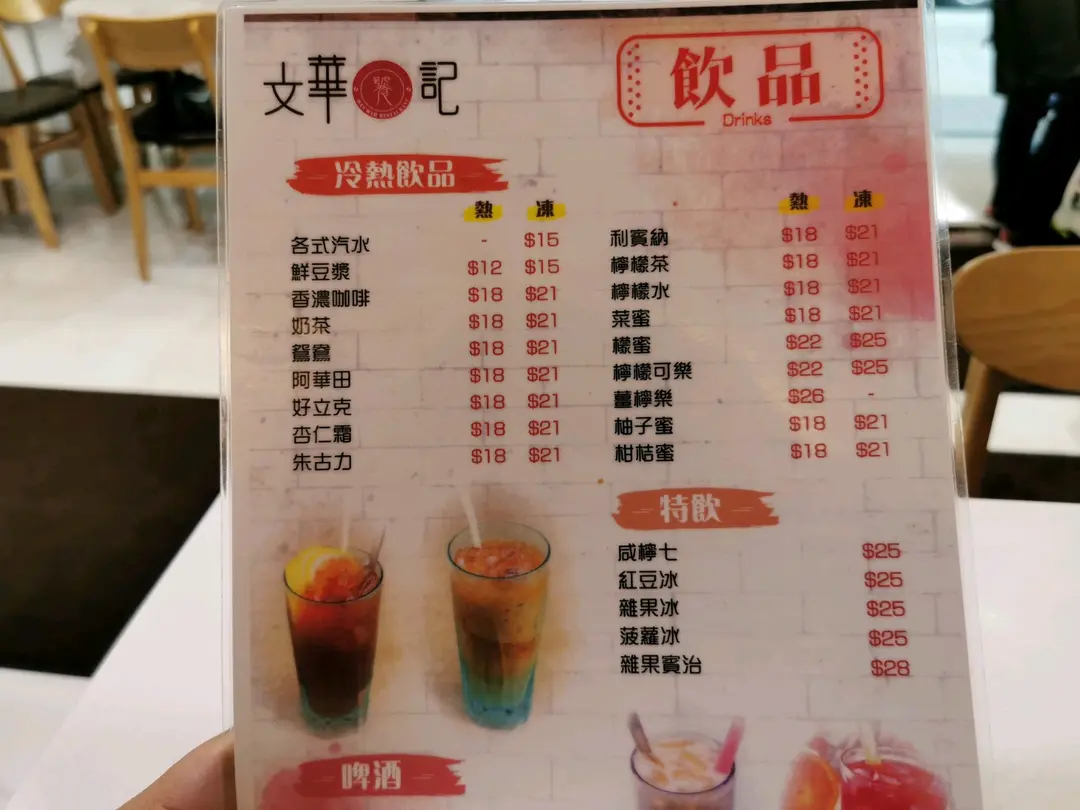 文華記
飲品
Drinks
冷熱飲品
熱 凍
各式汽水 - $15
鮮豆漿 $12 $15
香濃咖啡 $18 $21
奶茶 $18 $21
鴛鴦 $18 $21
阿華田 $18 $21
好立克 $18 $21
杏仁霜 $18 $21
朱古力 $18 $21
熱 凍
利賓納 $18 $21
檸檬茶 $18 $21
檸檬水 $18 $21
菜蜜 $18 $21
檬蜜 $22 $25
檸檬可樂 $22 $25
薑檸樂 $26 -
柚子蜜 $18 $21
柑桔蜜 $18 $21
特飲
咸檸七 $25
紅豆冰 $25
雜果冰 $25
菠蘿冰 $25
雜果賓治 $28
啤酒